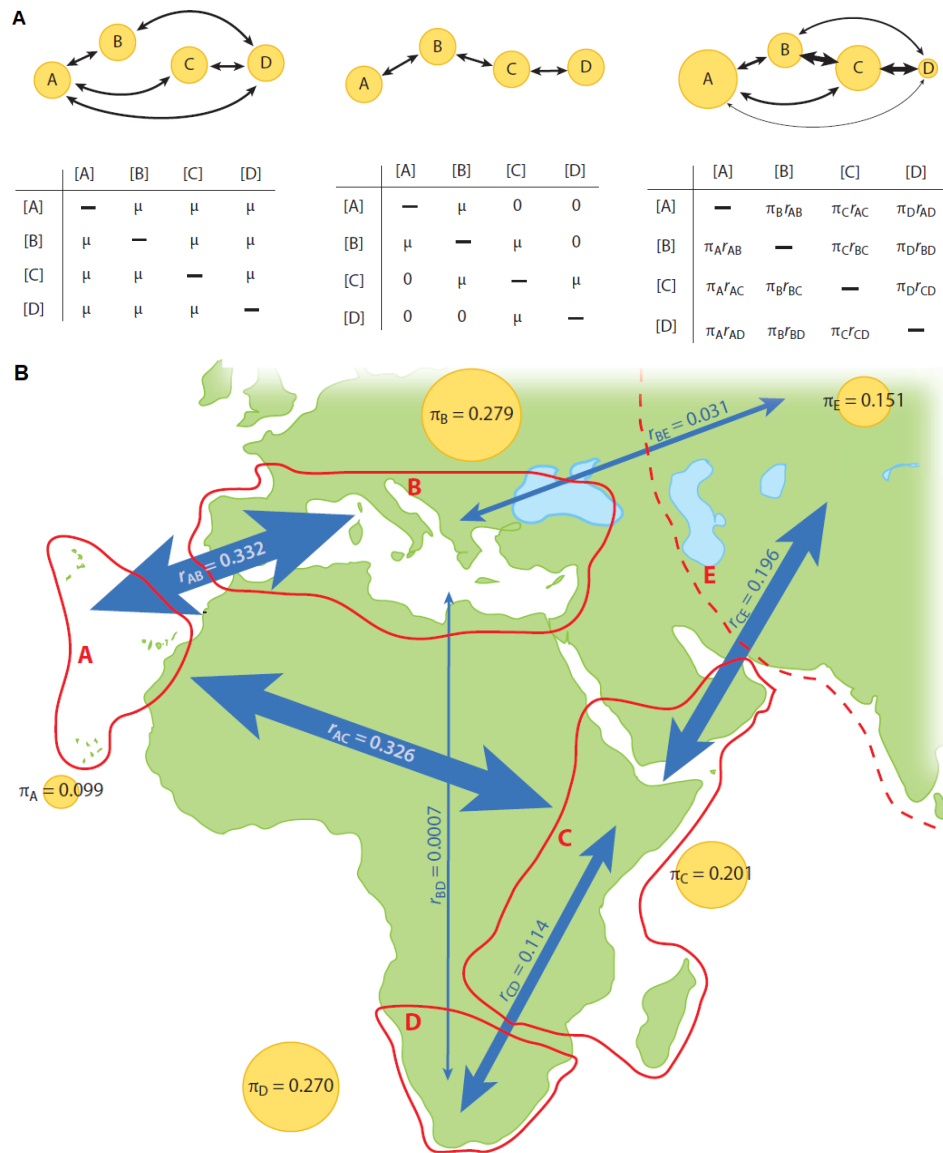 A
A B C D
A B C D
A B C D
[A] [B] [C] [D]
[A] — μ μ μ
[B] μ — μ μ
[C] μ μ — μ
[D] μ μ μ —
[A] [B] [C] [D]
[A] — μ 0 0
[B] μ — μ 0
[C] 0 μ — μ
[D] 0 0 μ —
[A] [B] [C] [D]
[A] — πBrAB πCrAC πDrAD
[B] πArAB — πCrBC πDrBD
[C] πArAC πBrBC — πDrCD
[D] πArAD πBrBD πCrCD —
B
πB = 0.279
πE = 0.151
rBE = 0.031
B
rAB = 0.332
E
rCE = 0.196
A
rAC = 0.326
πA = 0.099
rBD = 0.0007
C
πC = 0.201
rCD = 0.114
D
πD = 0.270